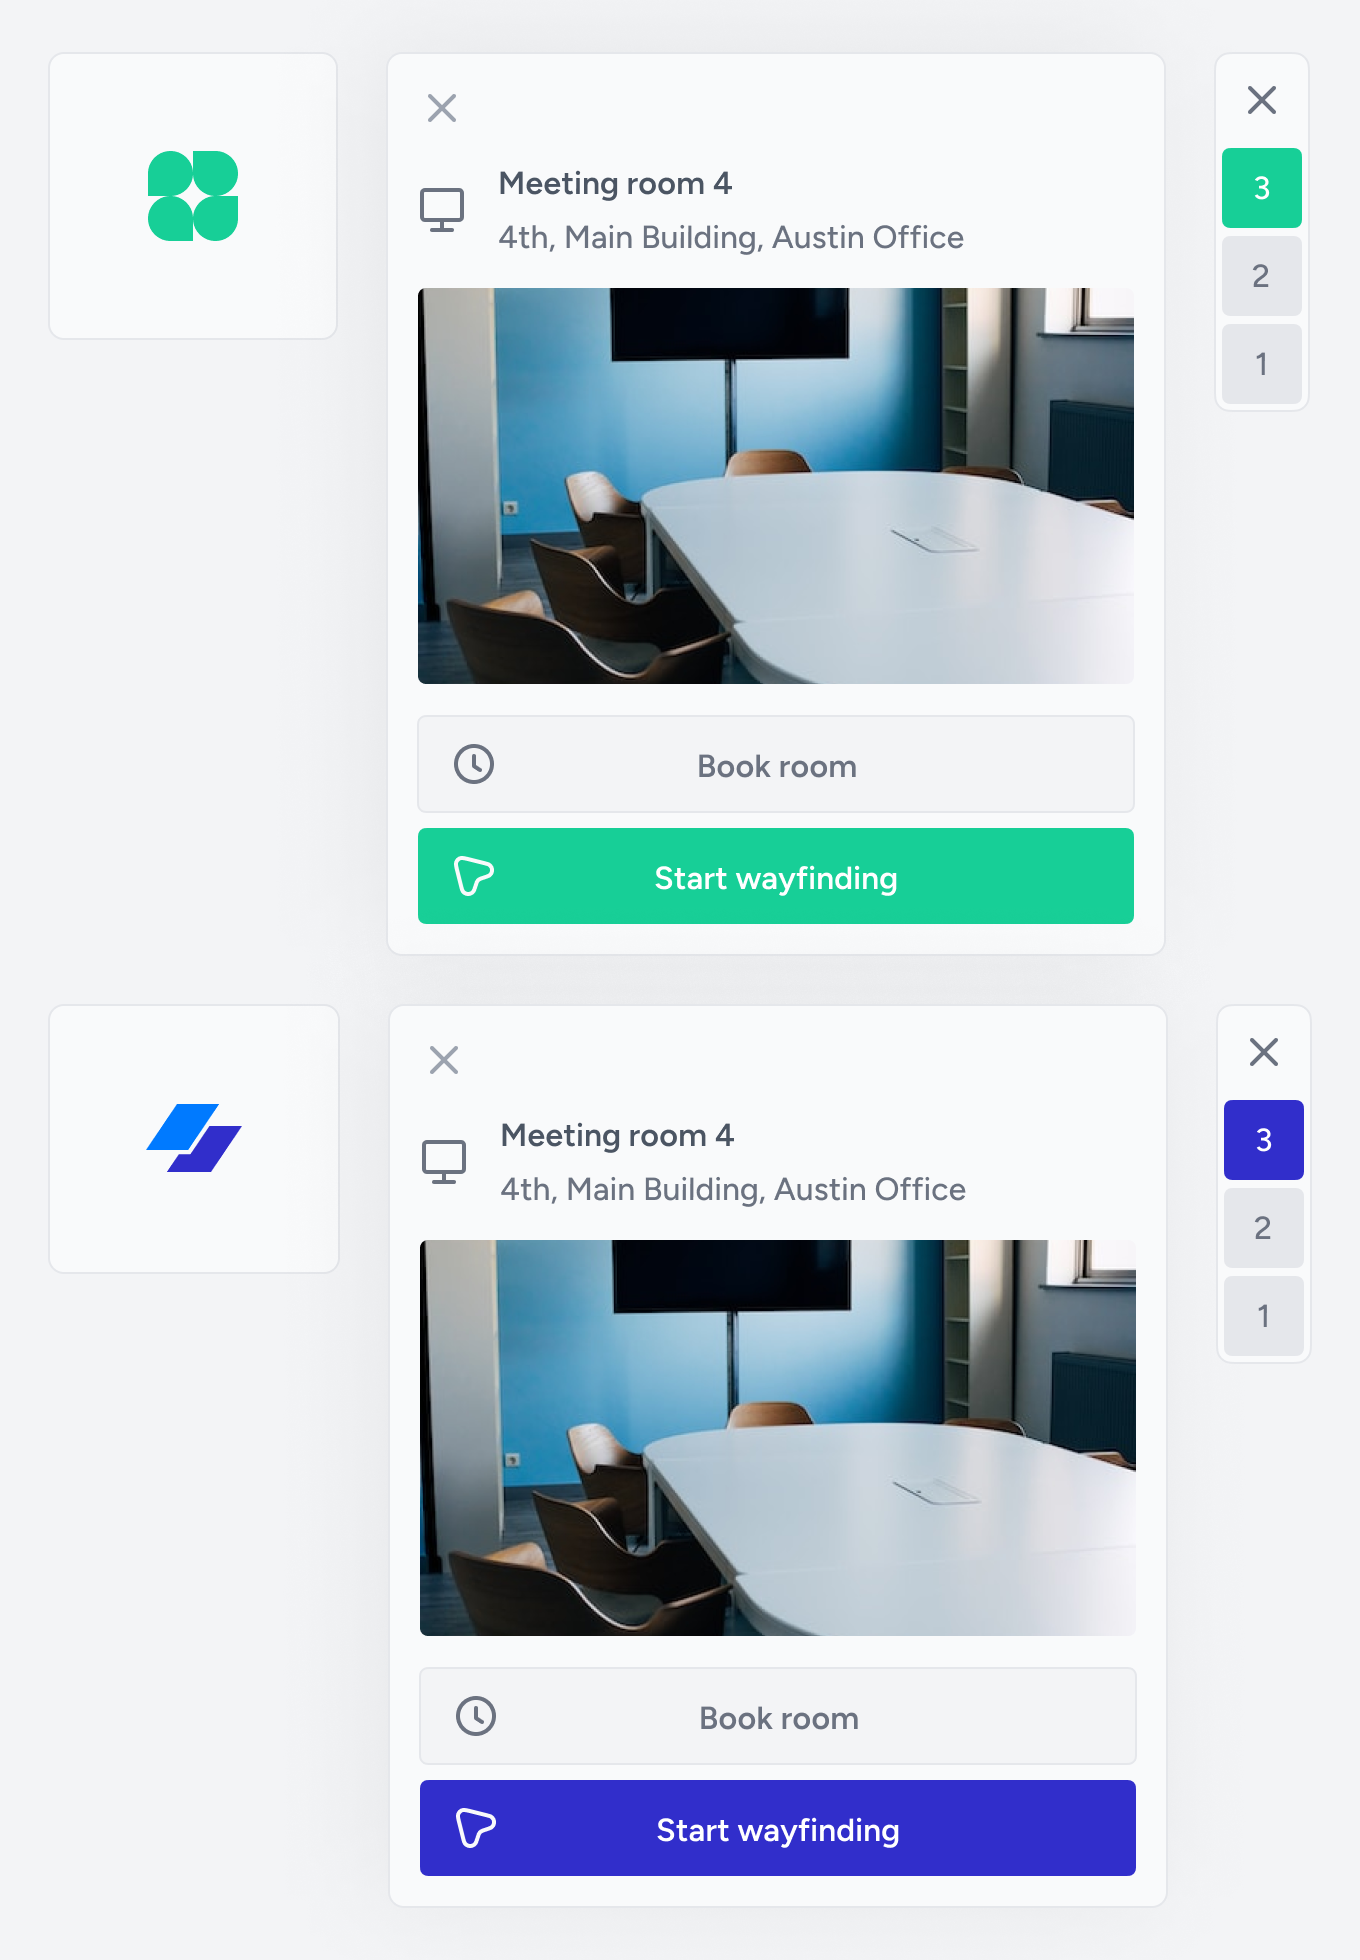 Meeting room 4
4th, Main Building, Austin Office
Book room
Start wayfinding
3
2
1
Meeting room 4
4th, Main Building, Austin Office
Book room
Start wayfinding
3
2
1